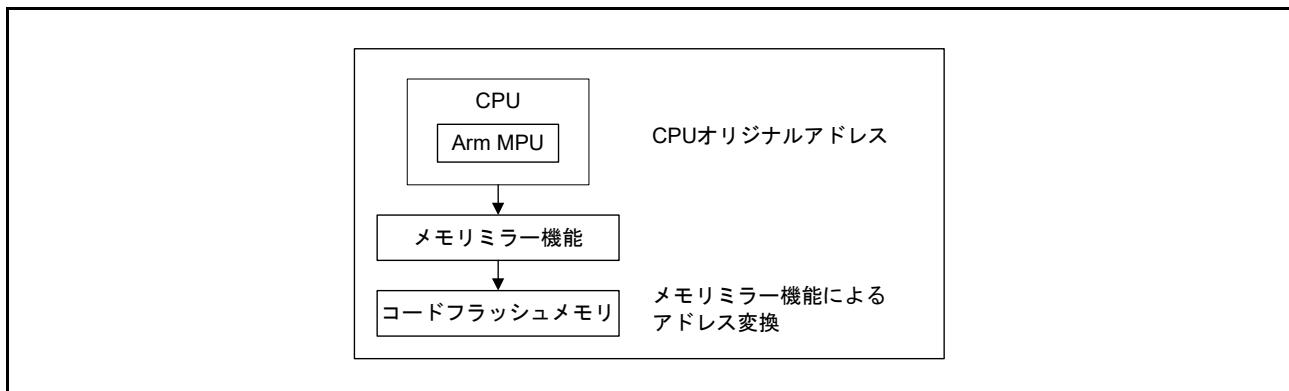 CPU
Arm MPU
CPUオリジナルアドレス
メモリミラー機能
コードフラッシュメモリ
メモリミラー機能による
アドレス変換